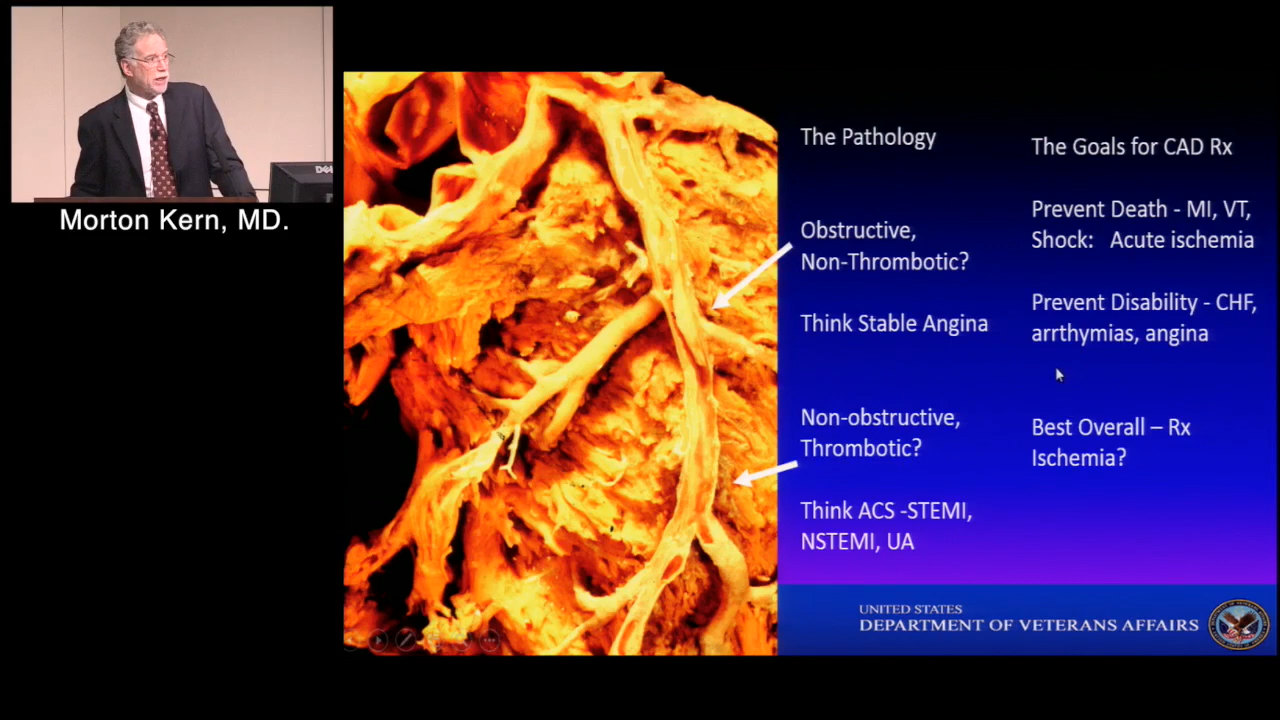 DELL
Morton Kern, MD.
The Pathology
Obstructive,
Non-Thrombotic?
Think Stable Angina
Non-obstructive,
Thrombotic?
Think ACS -STEMI,
NSTEMI, UA
The Goals for CAD Rx
Prevent Death - MI, VT,
Shock: Acute ischemia
Prevent Disability - CHF,
arrthymias, angina
Best Overall – Rx
Ischemia?
UNITED STATES
DEPARTMENT OF VETERANS AFFAIRS